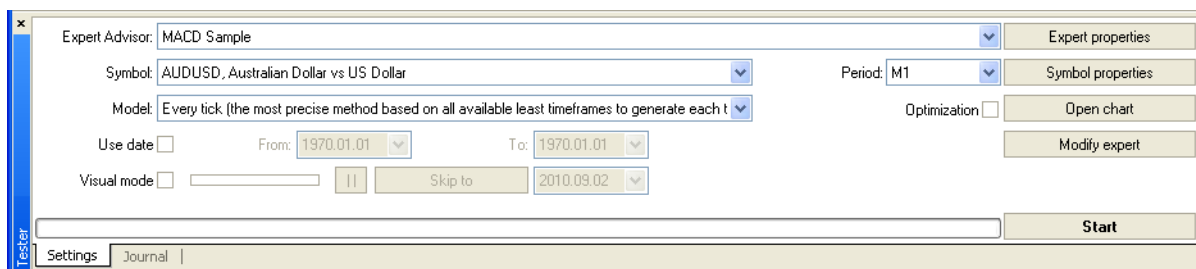 Expert Advisor: MACD Sample Expert properties
Symbol: AUDUSD, Australian Dollar vs US Dollar Period: M1 Symbol properties
Model: Every tick (the most precise method based on all available least timeframes to generate each t Optimization Open chart
Use date From: 1970.01.01 To: 1970.01.01 Modify expert
Visual mode Skip to 2010.09.02
Start
Tester
Settings Journal